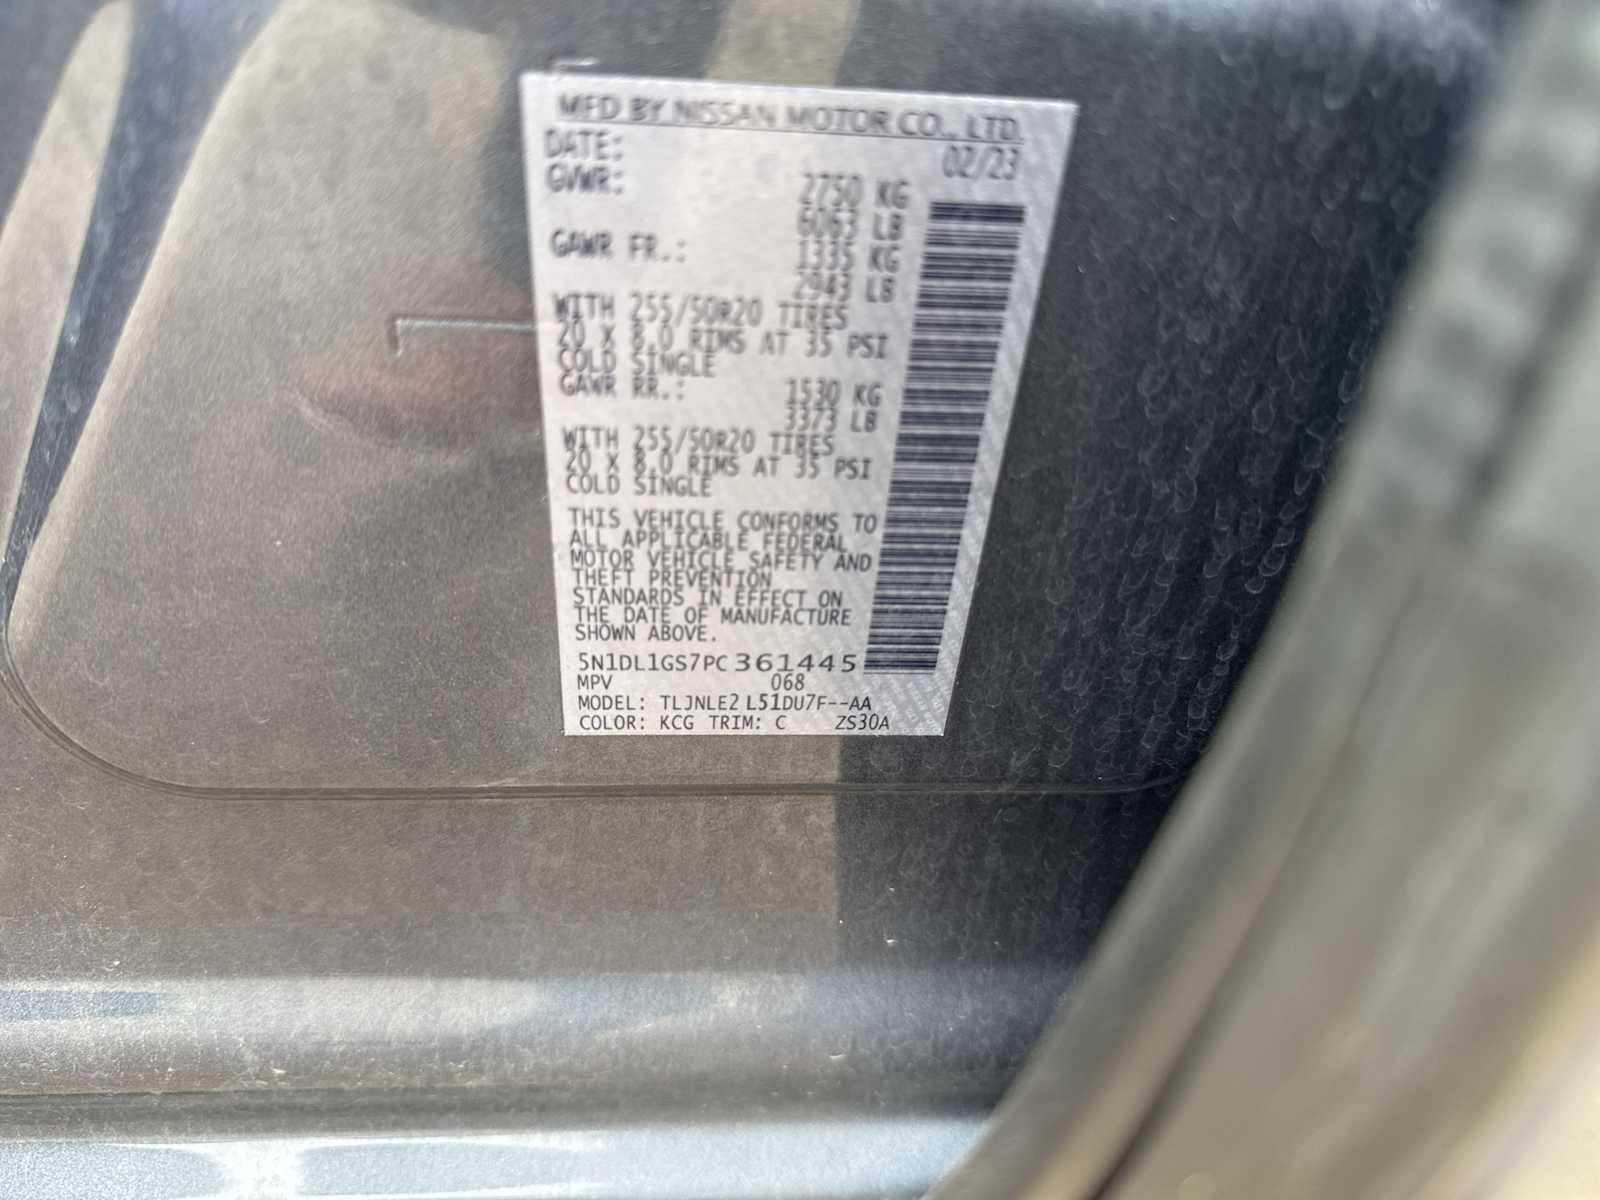 MFD BY NISSAN MOTOR CO., LTD.
DATE: 02/23
GVWR: 2750 KG
6063 LB
GAWR FR.: 1335 KG
2943 LB
WITH 255/50R20 TIRES
20 X 8.0 RIMS AT 35 PSI
COLD SINGLE
GAWR RR.: 1530 KG
3373 LB
WITH 255/50R20 TIRES
20 X 8.0 RIMS AT 35 PSI
COLD SINGLE
THIS VEHICLE CONFORMS TO
ALL APPLICABLE FEDERAL
MOTOR VEHICLE SAFETY AND
THEFT PREVENTION
STANDARDS IN EFFECT ON
THE DATE OF MANUFACTURE
SHOWN ABOVE.
5N1DL1GS7PC361445
MPV 068
MODEL: TLJNLE2 L51DU7F--AA
COLOR: KCG TRIM: C ZS30A